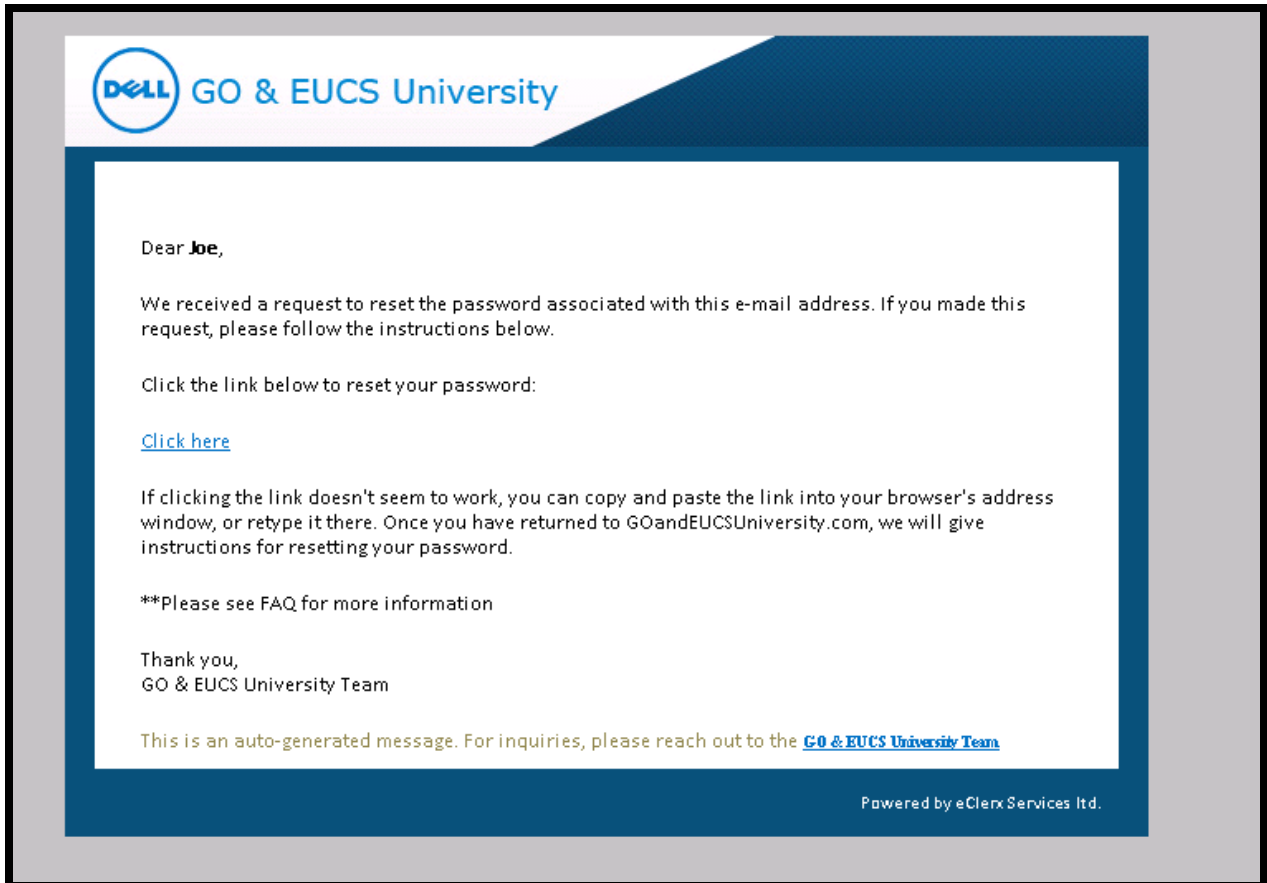 DELL GO & EUCS University
Dear Joe,
We received a request to reset the password associated with this e-mail address. If you made this
request, please follow the instructions below.
Click the link below to reset your password:
Click here
If clicking the link doesn't seem to work, you can copy and paste the link into your browser's address
window, or retype it there. Once you have returned to GOandEUCSUniversity.com, we will give
instructions for resetting your password.
**Please see FAQ for more information
Thank you,
GO & EUCS University Team
This is an auto-generated message. For inquiries, please reach out to the GO & EUCS University Team
Powered by eClerx Services ltd.